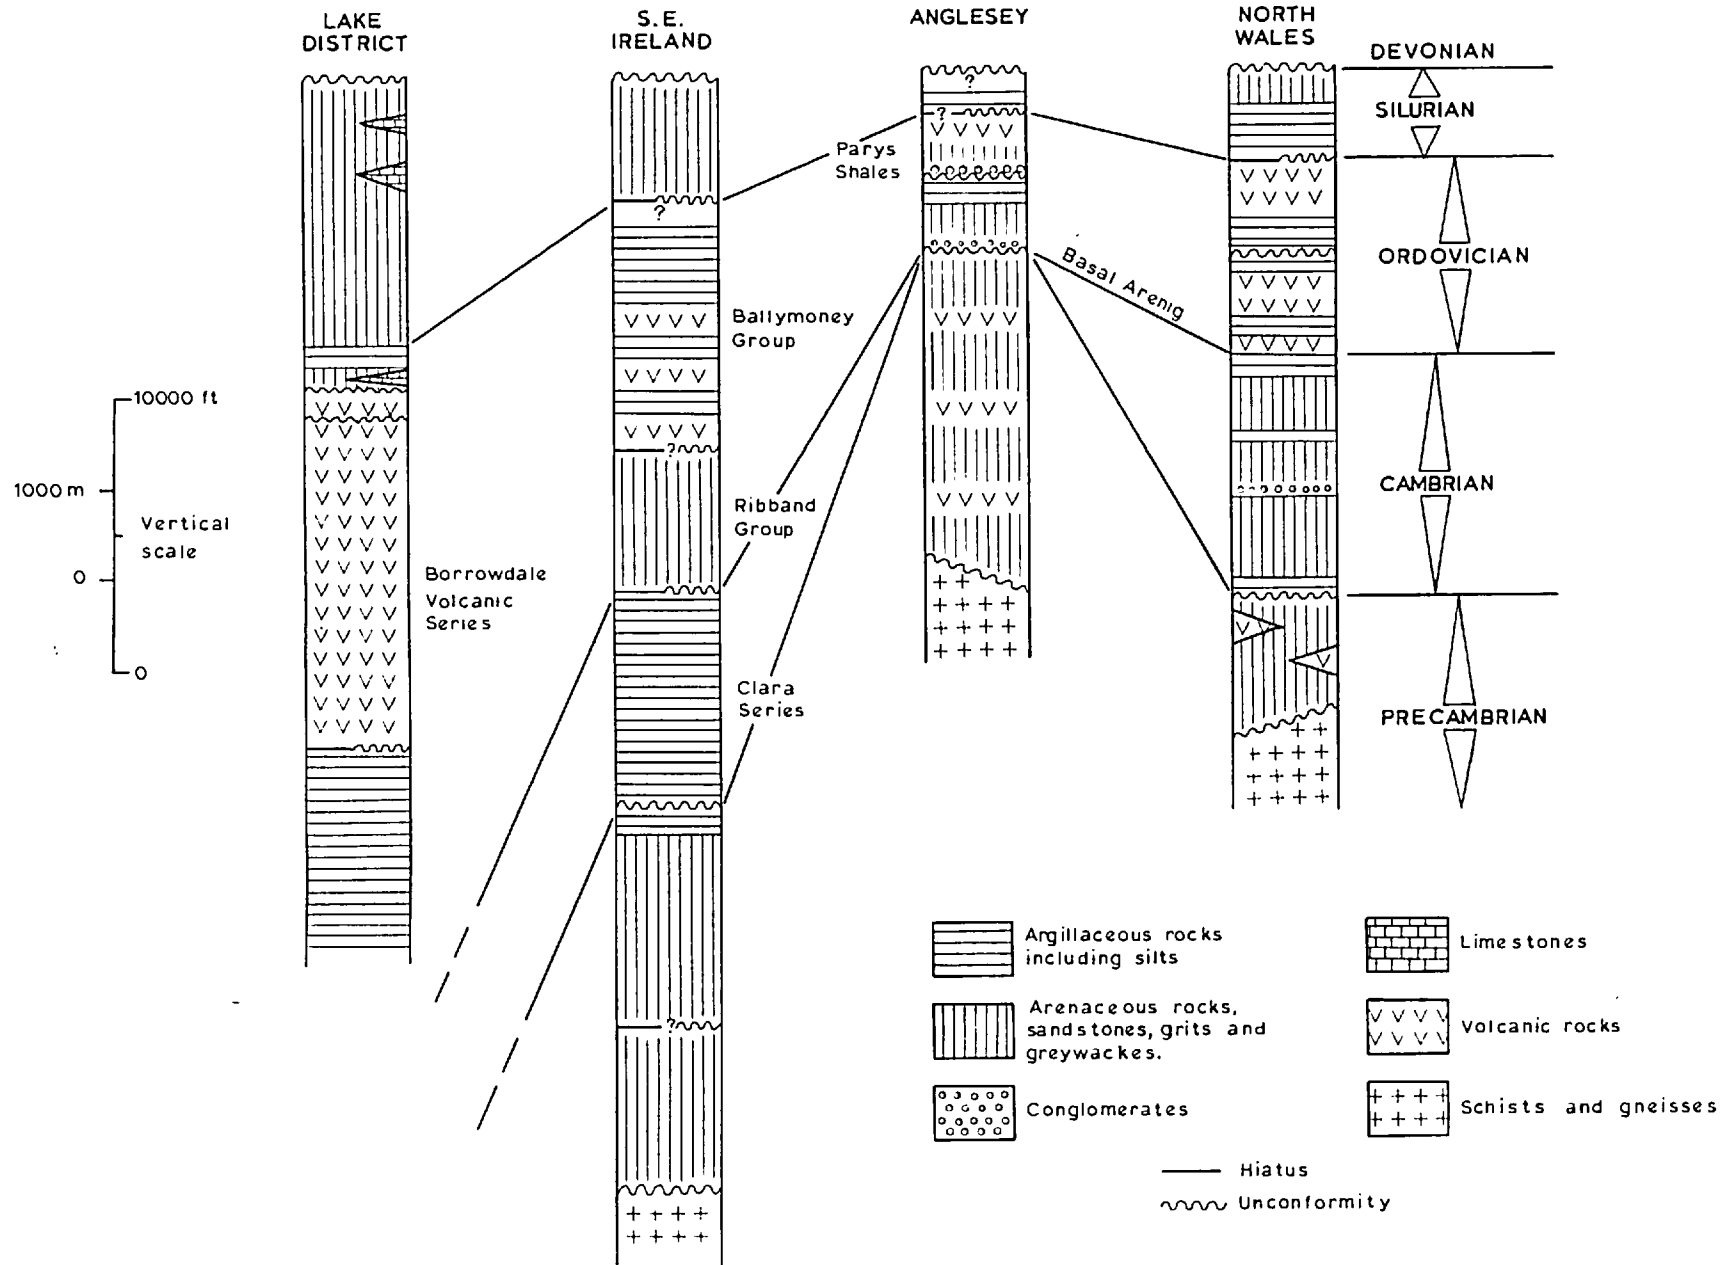 LAKE
DISTRICT
S.E.
IRELAND
ANGLESEY
NORTH
WALES
DEVONIAN
SILURIAN
ORDOVICIAN
CAMBRIAN
PRECAMBRIAN
?
?
?
?
?
?
Parys
Shales
Basal Arenig
Ballymoney
Group
Ribband
Group
Clara
Series
Borrowdale
Volcanic
Series
10000 ft
1000 m
0
0
Vertical
scale
Argillaceous rocks
including silts
Arenaceous rocks,
sandstones, grits and
greywackes.
Conglomerates
Limestones
Volcanic rocks
Schists and gneisses
Hiatus
Unconformity